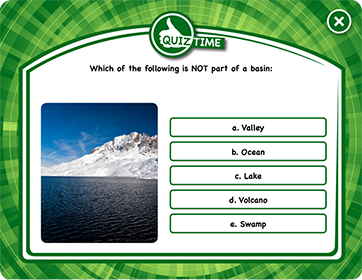 QUIZ TIME
Which of the following is NOT part of a basin:
a. Valley
b. Ocean
c. Lake
d. Volcano
e. Swamp